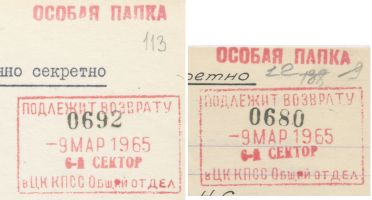 ОСОБАЯ ПАПКА
113
но секретно
ПОДЛЕЖИТ ВОЗВРАТУ
0692
-9 МАР 1965
6-й СЕКТОР
в ЦК КПСС Общий отдел
ОСОБАЯ ПАПКА
ретно
ПОДЛЕЖИТ ВОЗВРАТУ
0680
-9 МАР 1965
6-й СЕКТОР
в ЦК КПСС Общий отдел